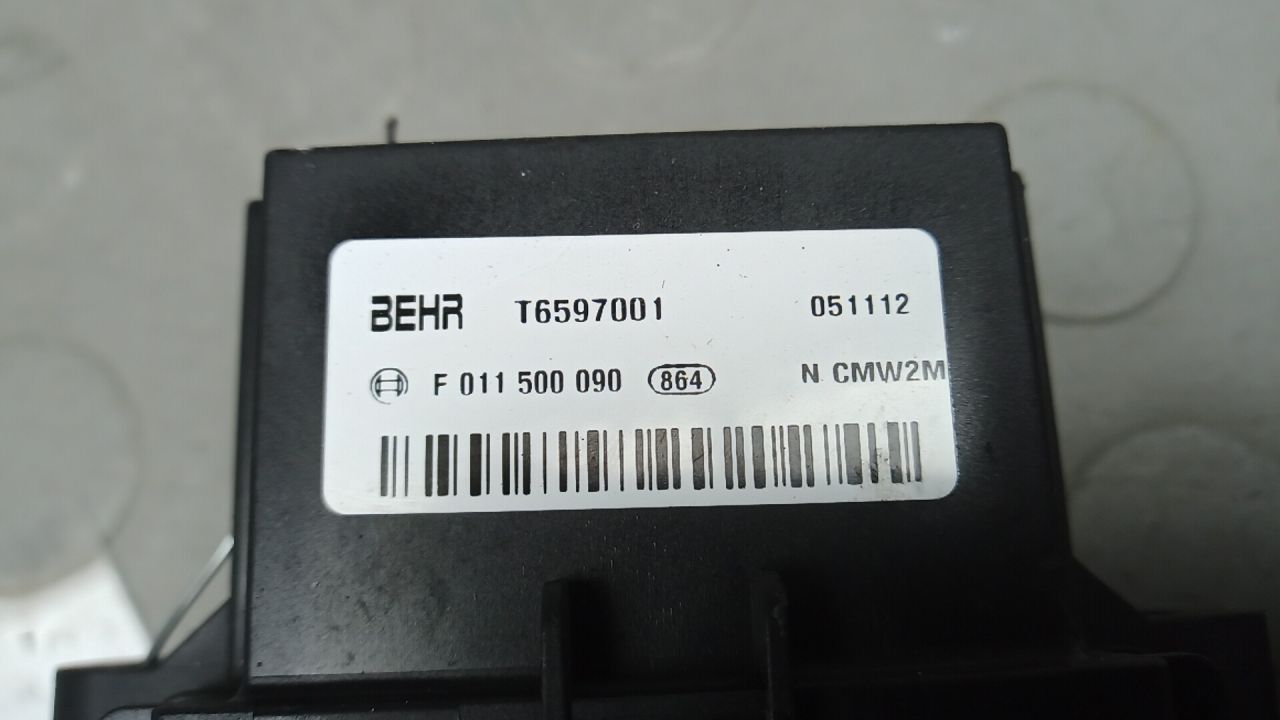 BEHR T6597001 051112
F 011 500 090 864 N CMW2M